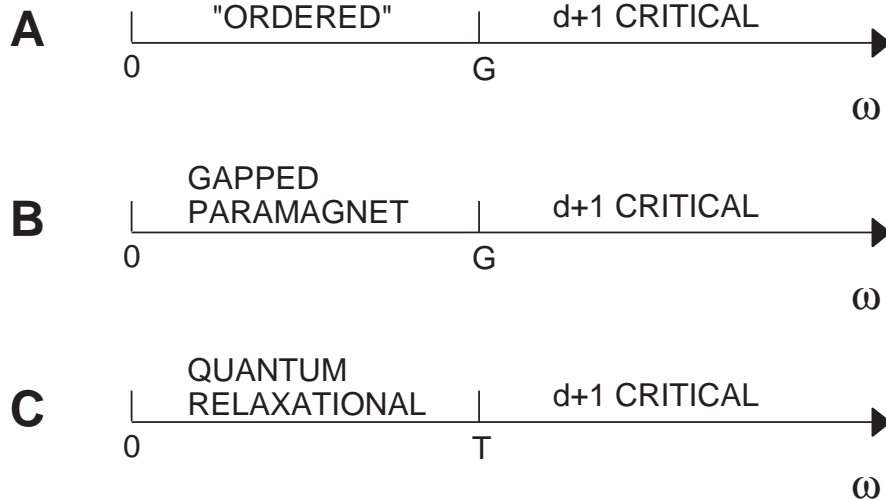 A
"ORDERED"
d+1 CRITICAL
0
G
ω
B
GAPPED
PARAMAGNET
d+1 CRITICAL
0
G
ω
C
QUANTUM
RELAXATIONAL
d+1 CRITICAL
0
T
ω